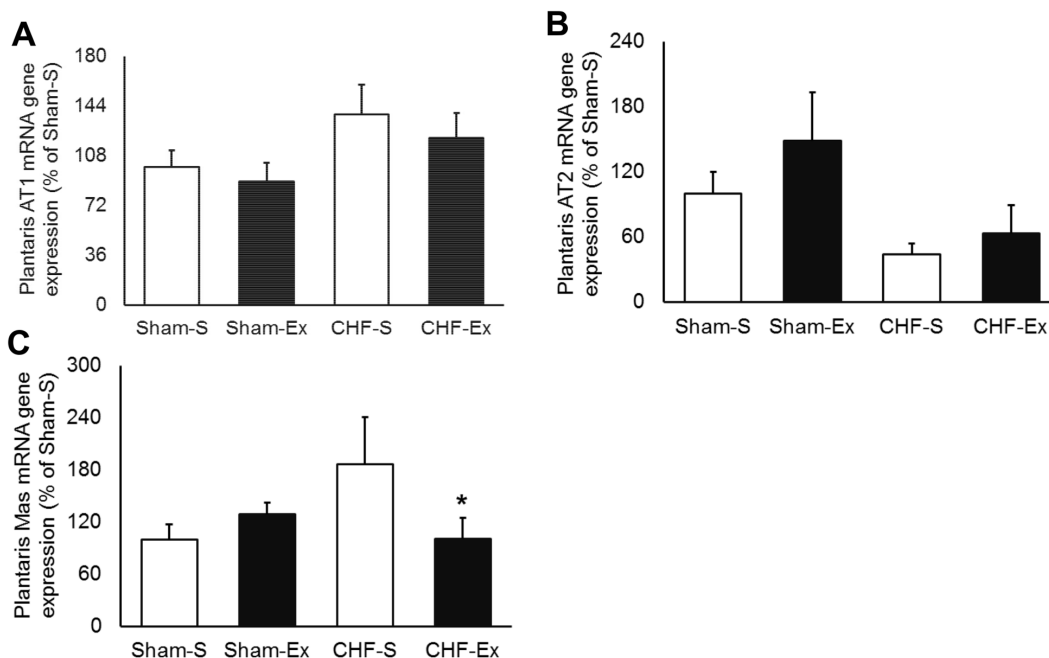 A
Plantaris AT1 mRNA gene
expression (% of Sham-S)
180
144
108
72
36
0
Sham-S Sham-Ex CHF-S CHF-Ex
B
Plantaris AT2 mRNA gene
expression (% of Sham-S)
240
180
120
60
0
Sham-S Sham-Ex CHF-S CHF-Ex
C
Plantaris Mas mRNA gene
expression (% of Sham-S)
300
240
180
120
60
0
*
Sham-S Sham-Ex CHF-S CHF-Ex